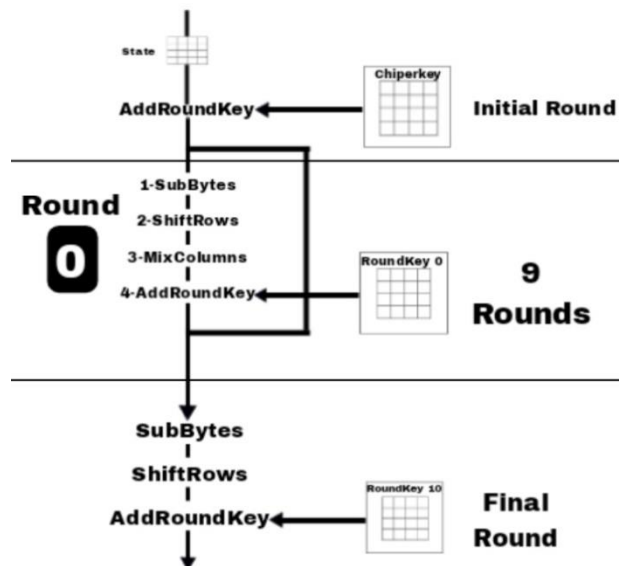 State
Chiperkey
AddRoundKey
Initial Round
1-SubBytes
Round
0
2-ShiftRows
3-MixColumns
RoundKey 0
9
Rounds
4-AddRoundKey
SubBytes
ShiftRows
RoundKey 10
AddRoundKey
Final
Round